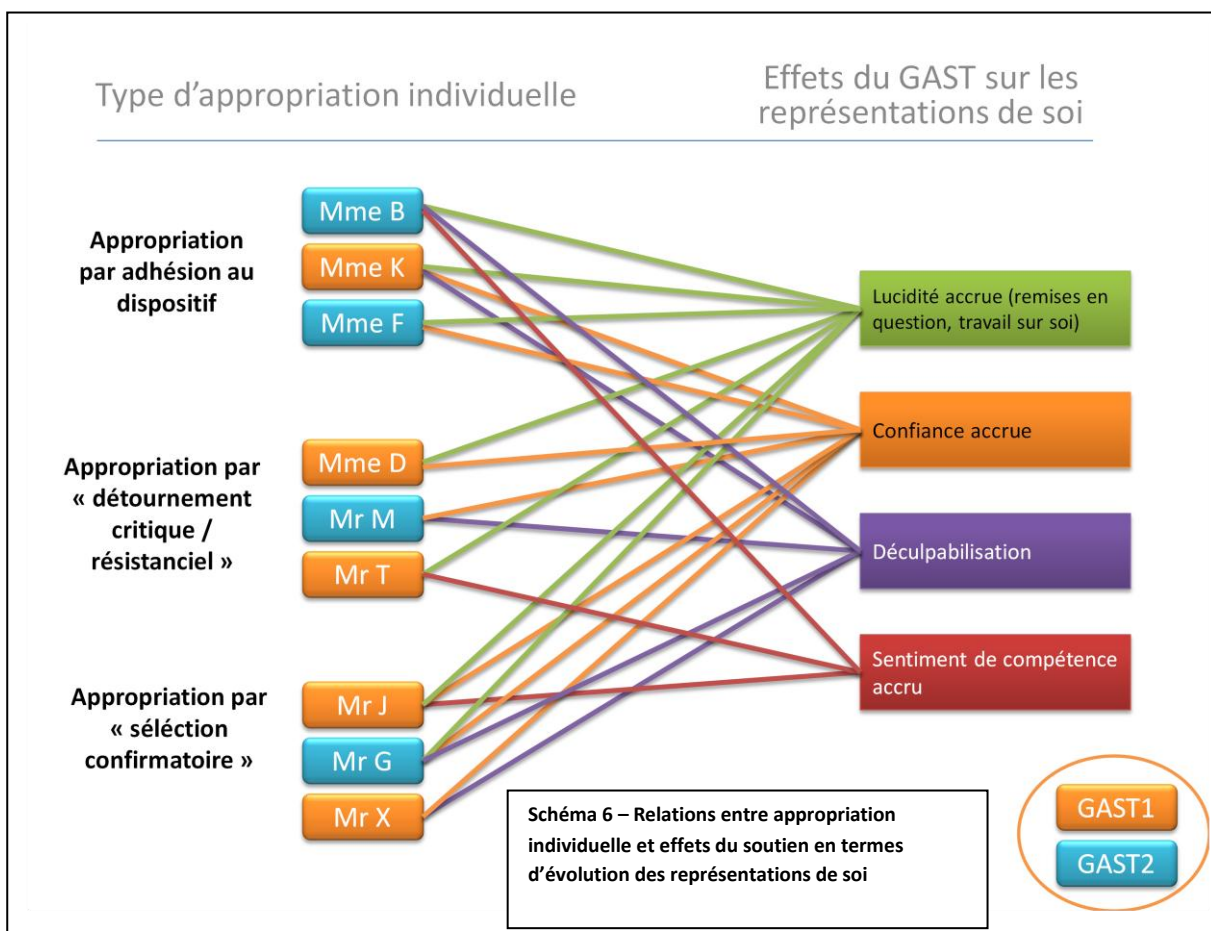 Type d'appropriation individuelle
Effets du GAST sur les
représentations de soi
Appropriation
par adhésion au
dispositif
Mme B
Mme K
Mme F
Appropriation par
« détournement
critique /
résistanciel »
Mme D
Mr M
Mr T
Appropriation par
« séléction
confirmatoire »
Mr J
Mr G
Mr X
Lucidité accrue (remises en
question, travail sur soi)
Confiance accrue
Déculpabilisation
Sentiment de compétence
accru
Schéma 6 – Relations entre appropriation
individuelle et effets du soutien en termes
d'évolution des représentations de soi
GAST1
GAST2